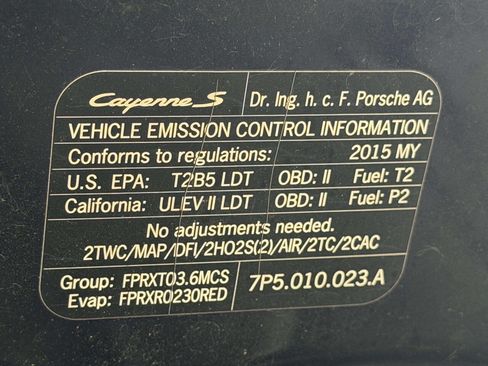 Cayenne S Dr. Ing. h. c. F. Porsche AG
VEHICLE EMISSION CONTROL INFORMATION
Conforms to regulations: 2015 MY
U.S. EPA: T2B5 LDT OBD: II Fuel: T2
California: ULEV II LDT OBD: II Fuel: P2
No adjustments needed.
2TWC/MAP/DFI/2HO2S(2)/AIR/2TC/2CAC
Group: FPRXT03.6MCS 7P5.010.023.A
Evap: FPRXR0230RED